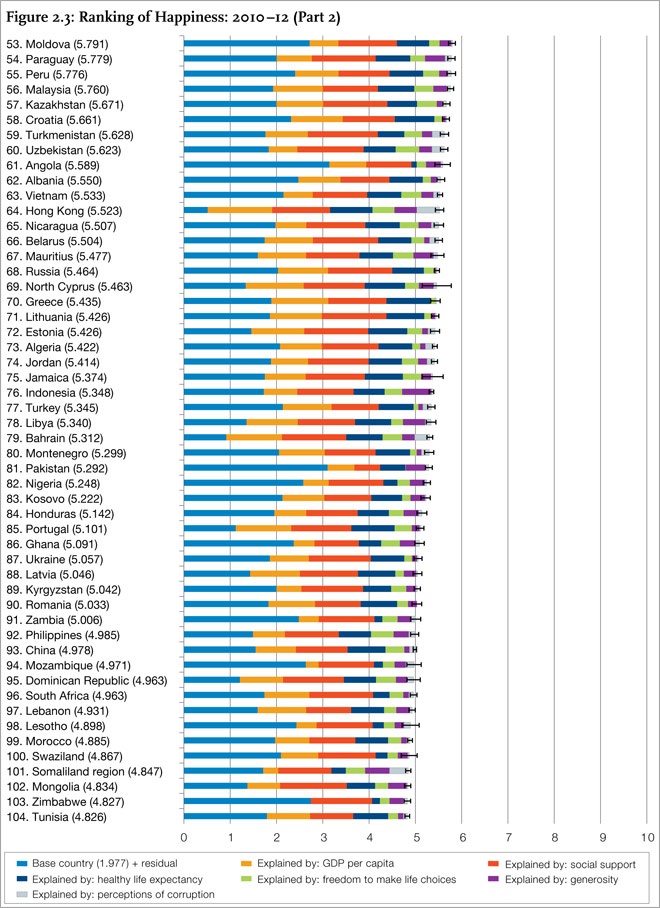 Figure 2.3: Ranking of Happiness: 2010–12 (Part 2)
53. Moldova (5.791)
54. Paraguay (5.779)
55. Peru (5.776)
56. Malaysia (5.760)
57. Kazakhstan (5.671)
58. Croatia (5.661)
59. Turkmenistan (5.628)
60. Uzbekistan (5.623)
61. Angola (5.589)
62. Albania (5.550)
63. Vietnam (5.533)
64. Hong Kong (5.523)
65. Nicaragua (5.507)
66. Belarus (5.504)
67. Mauritius (5.477)
68. Russia (5.464)
69. North Cyprus (5.463)
70. Greece (5.435)
71. Lithuania (5.426)
72. Estonia (5.426)
73. Algeria (5.422)
74. Jordan (5.414)
75. Jamaica (5.374)
76. Indonesia (5.348)
77. Turkey (5.345)
78. Libya (5.340)
79. Bahrain (5.312)
80. Montenegro (5.299)
81. Pakistan (5.292)
82. Nigeria (5.248)
83. Kosovo (5.222)
84. Honduras (5.142)
85. Portugal (5.101)
86. Ghana (5.091)
87. Ukraine (5.057)
88. Latvia (5.046)
89. Kyrgyzstan (5.042)
90. Romania (5.033)
91. Zambia (5.006)
92. Philippines (4.985)
93. China (4.978)
94. Mozambique (4.971)
95. Dominican Republic (4.963)
96. South Africa (4.963)
97. Lebanon (4.931)
98. Lesotho (4.898)
99. Morocco (4.885)
100. Swaziland (4.867)
101. Somaliland region (4.847)
102. Mongolia (4.834)
103. Zimbabwe (4.827)
104. Tunisia (4.826)
0 1 2 3 4 5 6 7 8 9 10
Base country (1.977) + residual Explained by: GDP per capita Explained by: social support
Explained by: healthy life expectancy Explained by: freedom to make life choices Explained by: generosity
Explained by: perceptions of corruption